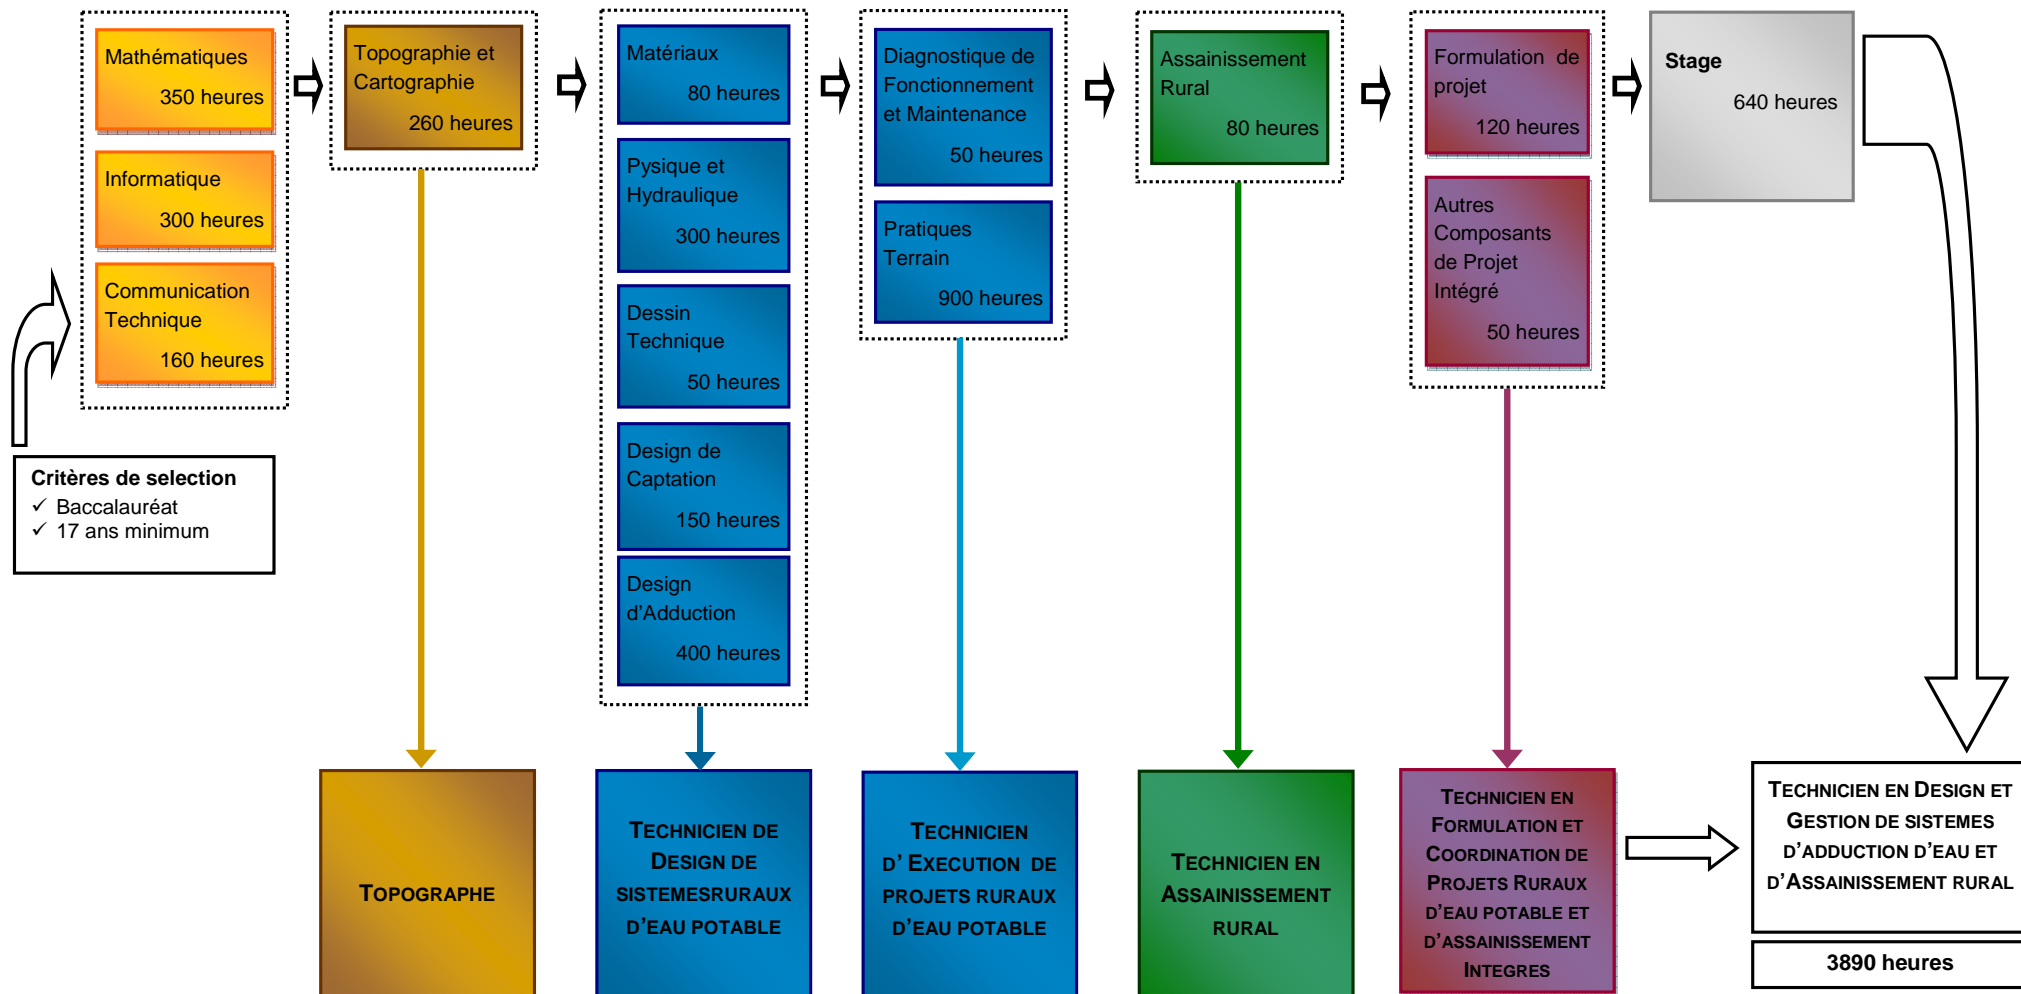 Mathématiques
350 heures
Informatique
300 heures
Communication
Technique
160 heures
Critères de selection
✓ Baccalauréat
✓ 17 ans minimum
Topographie et
Cartographie
260 heures
Matériaux
80 heures
Pysique et
Hydraulique
300 heures
Dessin
Technique
50 heures
Design de
Captation
150 heures
Design
d'Adduction
400 heures
Diagnostique de
Fonctionnement
et Maintenance
50 heures
Pratiques
Terrain
900 heures
Assainissement
Rural
80 heures
Formulation de
projet
120 heures
Autres
Composants
de Projet
Intégré
50 heures
Stage
640 heures
TOPOGRAPHE
TECHNICIEN DE
DESIGN DE
SISTEMESRURAUX
D'EAU POTABLE
TECHNICIEN
D' EXECUTION DE
PROJETS RURAUX
D'EAU POTABLE
TECHNICIEN EN
ASSAINISSEMENT
RURAL
TECHNICIEN EN
FORMULATION ET
COORDINATION DE
PROJETS RURAUX
D'EAU POTABLE ET
D'ASSAINISSEMENT
INTEGRES
TECHNICIEN EN DESIGN ET
GESTION DE SISTEMES
D'ADDUCTION D'EAU ET
D'ASSAINISSEMENT RURAL
3890 heures